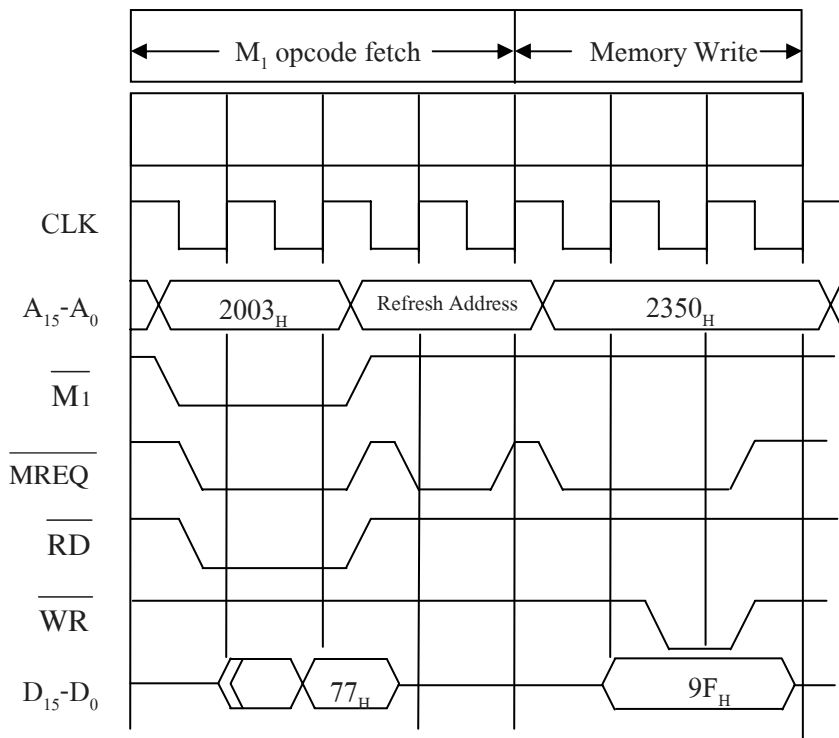 M₁ opcode fetch Memory Write
CLK
A₁₅-A₀ 2003H Refresh Address 2350H
M1
MREQ
RD
WR
D₁₅-D₀ 77H 9FH